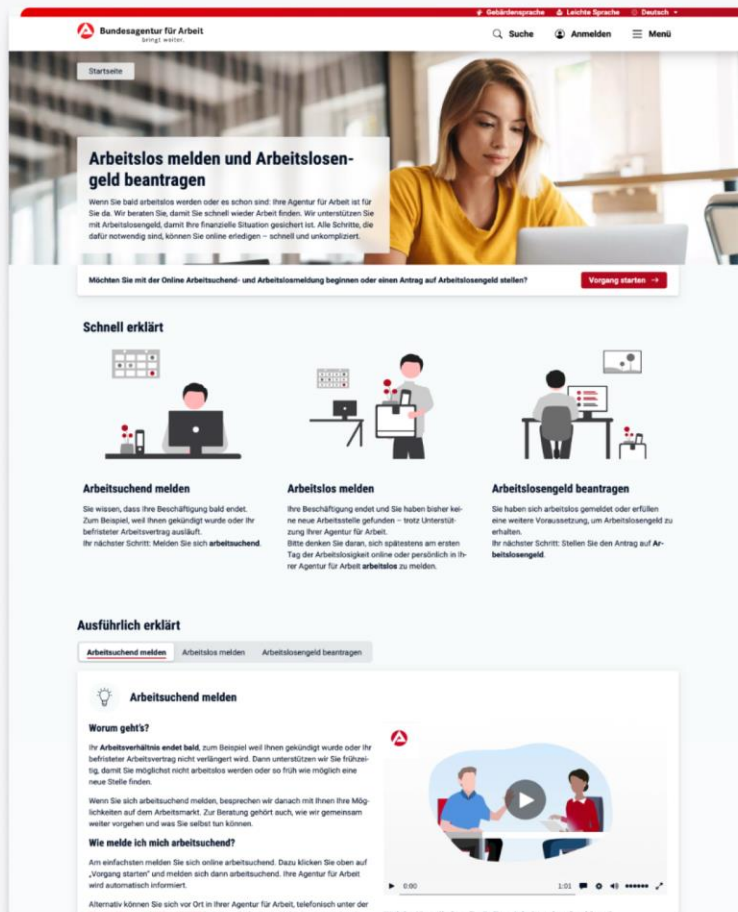 Gebärdensprache Leichte Sprache Deutsch
Bundesagentur für Arbeit
bringt weiter.
Suche Anmelden Menü
Startseite
Arbeitslos melden und Arbeitslosen-
geld beantragen
Wenn Sie bald arbeitslos werden oder es schon sind: Ihre Agentur für Arbeit ist für
Sie da. Wir beraten Sie, damit Sie schnell wieder Arbeit finden. Wir unterstützen Sie
mit Arbeitslosengeld, damit Ihre finanzielle Situation gesichert ist. Alle Schritte, die
dafür notwendig sind, können Sie online erledigen – schnell und unkompliziert.
Möchten Sie mit der Online Arbeitsuchend- und Arbeitslosmeldung beginnen oder einen Antrag auf Arbeitslosengeld stellen?
Vorgang starten →
Schnell erklärt
Arbeitsuchend melden
Sie wissen, dass Ihre Beschäftigung bald endet.
Zum Beispiel, weil Ihnen gekündigt wurde oder Ihr
befristeter Arbeitsvertrag ausläuft.
Ihr nächster Schritt: Melden Sie sich arbeitsuchend.
Arbeitslos melden
Ihre Beschäftigung endet und Sie haben bisher kei-
ne neue Arbeitsstelle gefunden – trotz Unterstüt-
zung Ihrer Agentur für Arbeit.
Bitte denken Sie daran, sich spätestens am ersten
Tag der Arbeitslosigkeit online oder persönlich in Ih-
rer Agentur für Arbeit arbeitslos zu melden.
Arbeitslosengeld beantragen
Sie haben sich arbeitslos gemeldet oder erfüllen
eine weitere Voraussetzung, um Arbeitslosengeld zu
erhalten.
Ihr nächster Schritt: Stellen Sie den Antrag auf Ar-
beitslosengeld.
Ausführlich erklärt
Arbeitsuchend melden Arbeitslos melden Arbeitslosengeld beantragen
Arbeitsuchend melden
Worum geht's?
Ihr Arbeitsverhältnis endet bald, zum Beispiel weil Ihnen gekündigt wurde oder Ihr
befristeter Arbeitsvertrag nicht verlängert wird. Dann unterstützen wir Sie frühzei-
tig, damit Sie möglichst nicht arbeitslos werden oder so früh wie möglich eine
neue Stelle finden.
Wenn Sie sich arbeitsuchend melden, besprechen wir danach mit Ihnen Ihre Mög-
lichkeiten auf dem Arbeitsmarkt. Zur Beratung gehört auch, wie wir gemeinsam
weiter vorgehen und was Sie selbst tun können.
Wie melde ich mich arbeitsuchend?
Am einfachsten melden Sie sich online arbeitsuchend. Dazu klicken Sie oben auf
„Vorgang starten" und melden sich dann arbeitsuchend. Ihre Agentur für Arbeit
wird automatisch informiert.
Alternativ können Sie sich vor Ort in Ihrer Agentur für Arbeit, telefonisch unter der
0:00 1:01